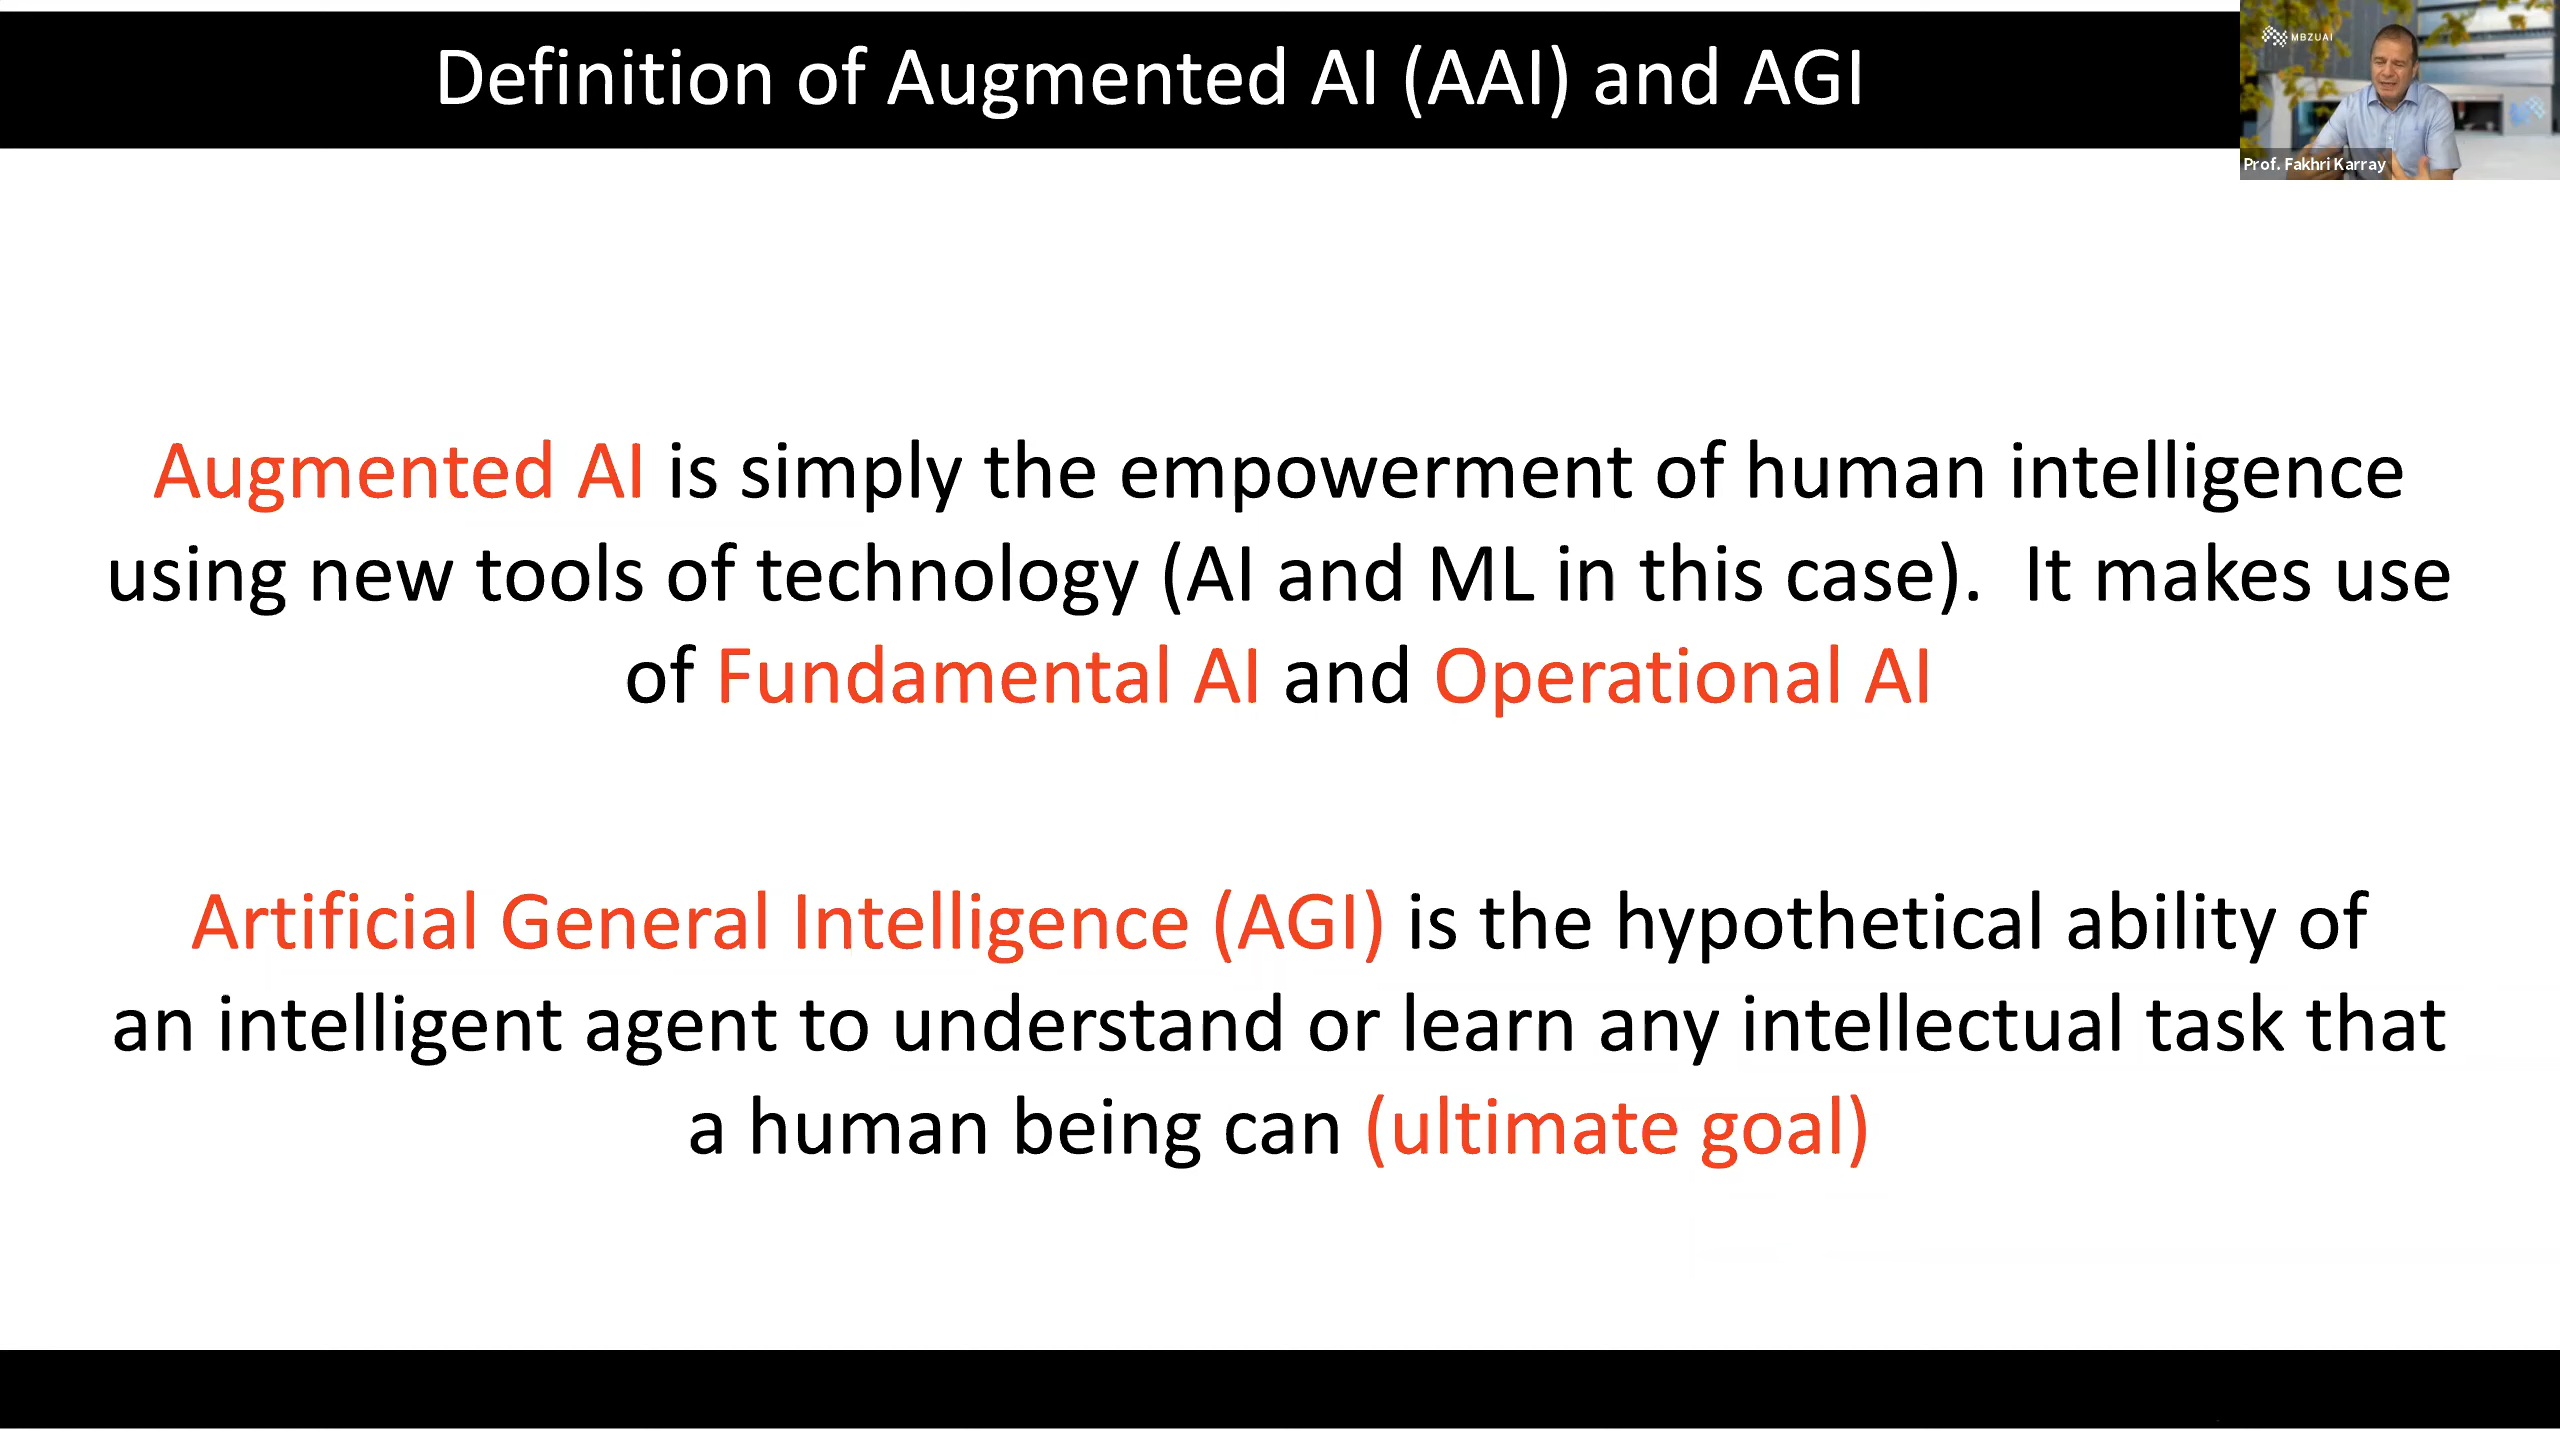 Definition of Augmented AI (AAI) and AGI
MBZUAI
Prof. Fakhri Karray
Augmented AI is simply the empowerment of human intelligence
using new tools of technology (AI and ML in this case).  It makes use
of Fundamental AI and Operational AI
Artificial General Intelligence (AGI) is the hypothetical ability of
an intelligent agent to understand or learn any intellectual task that
a human being can (ultimate goal)